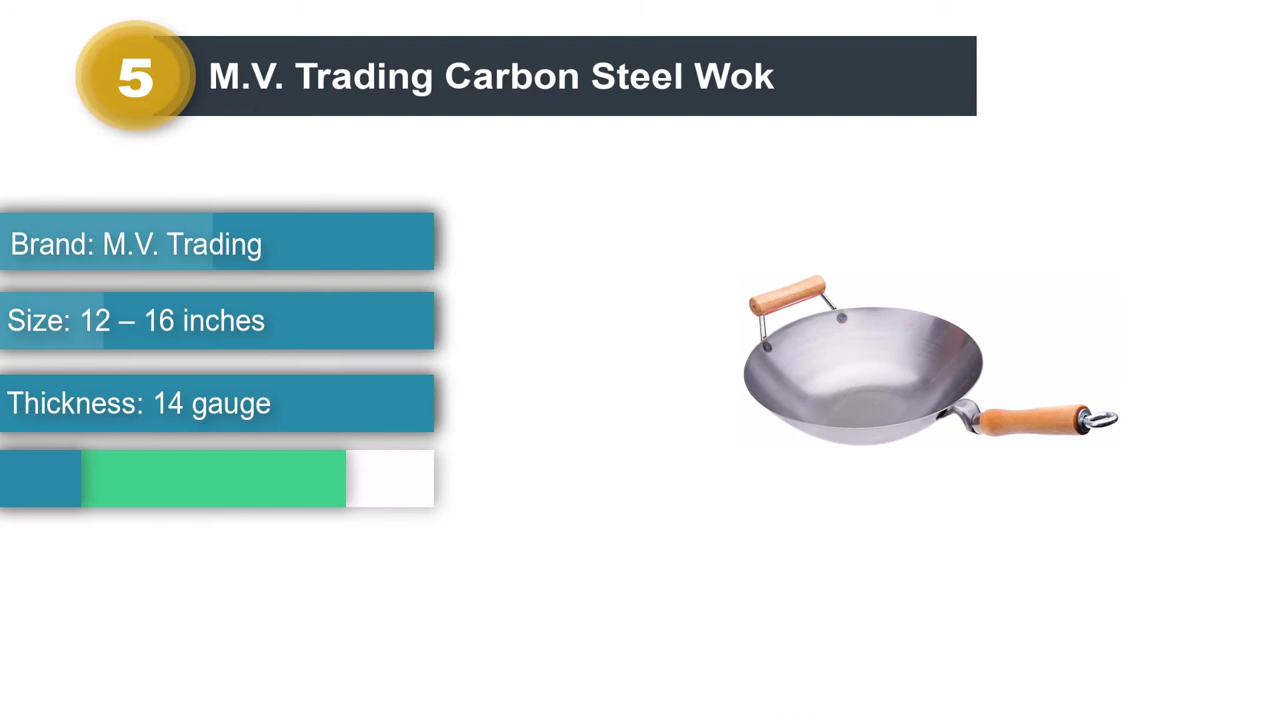 5
M.V. Trading Carbon Steel Wok
Brand: M.V. Trading
Size: 12 – 16 inches
Thickness: 14 gauge